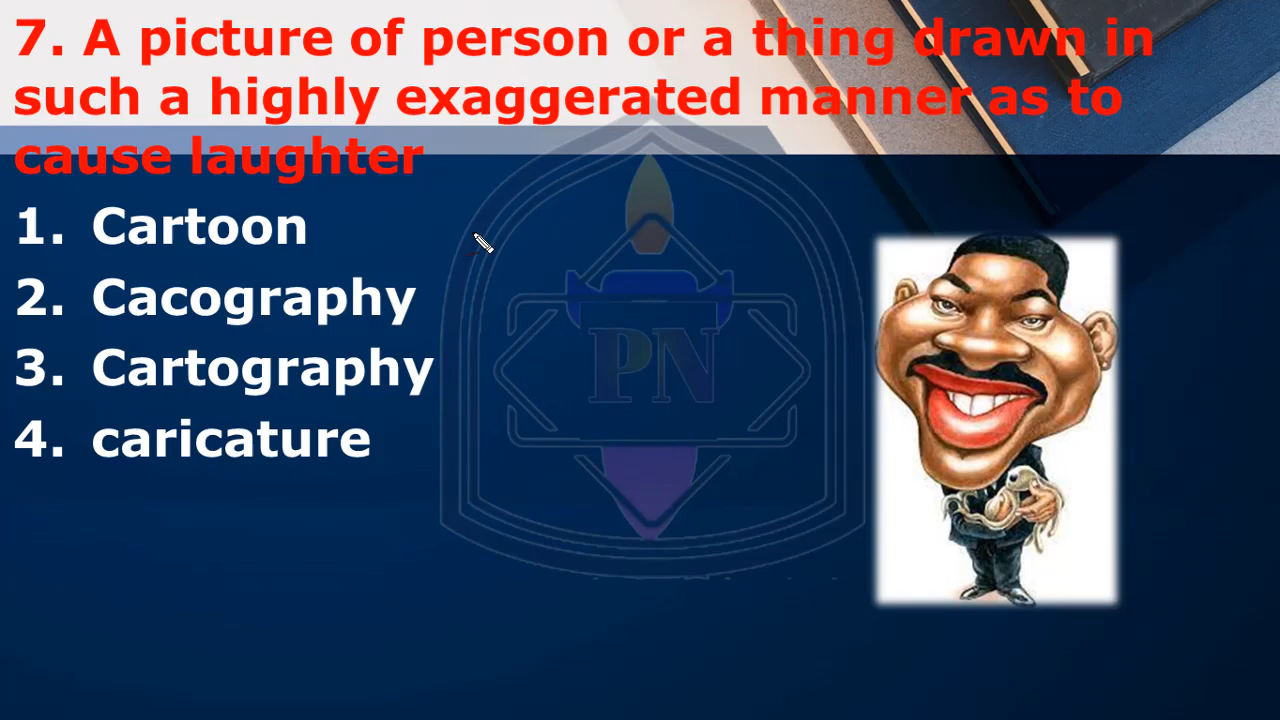 7. A picture of person or a thing drawn in
such a highly exaggerated manner as to
cause laughter
1. Cartoon
2. Cacography
3. Cartography
4. caricature
PN